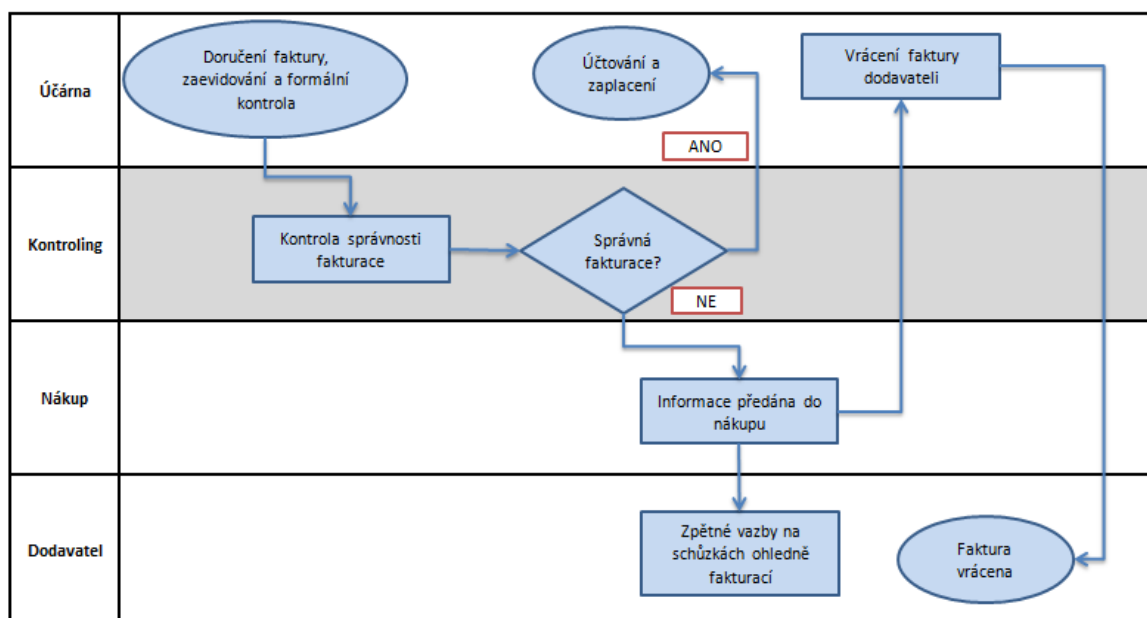 Účárna
Doručení faktury,
zaevidování a formální
kontrola
Účtování a
zaplacení
Vrácení faktury
dodavateli
ANO
Kontroling
Kontrola správnosti
fakturace
Správná
fakturace?
NE
Nákup
Informace předána do
nákupu
Dodavatel
Zpětné vazby na
schůzkách ohledně
fakturací
Faktura
vrácena